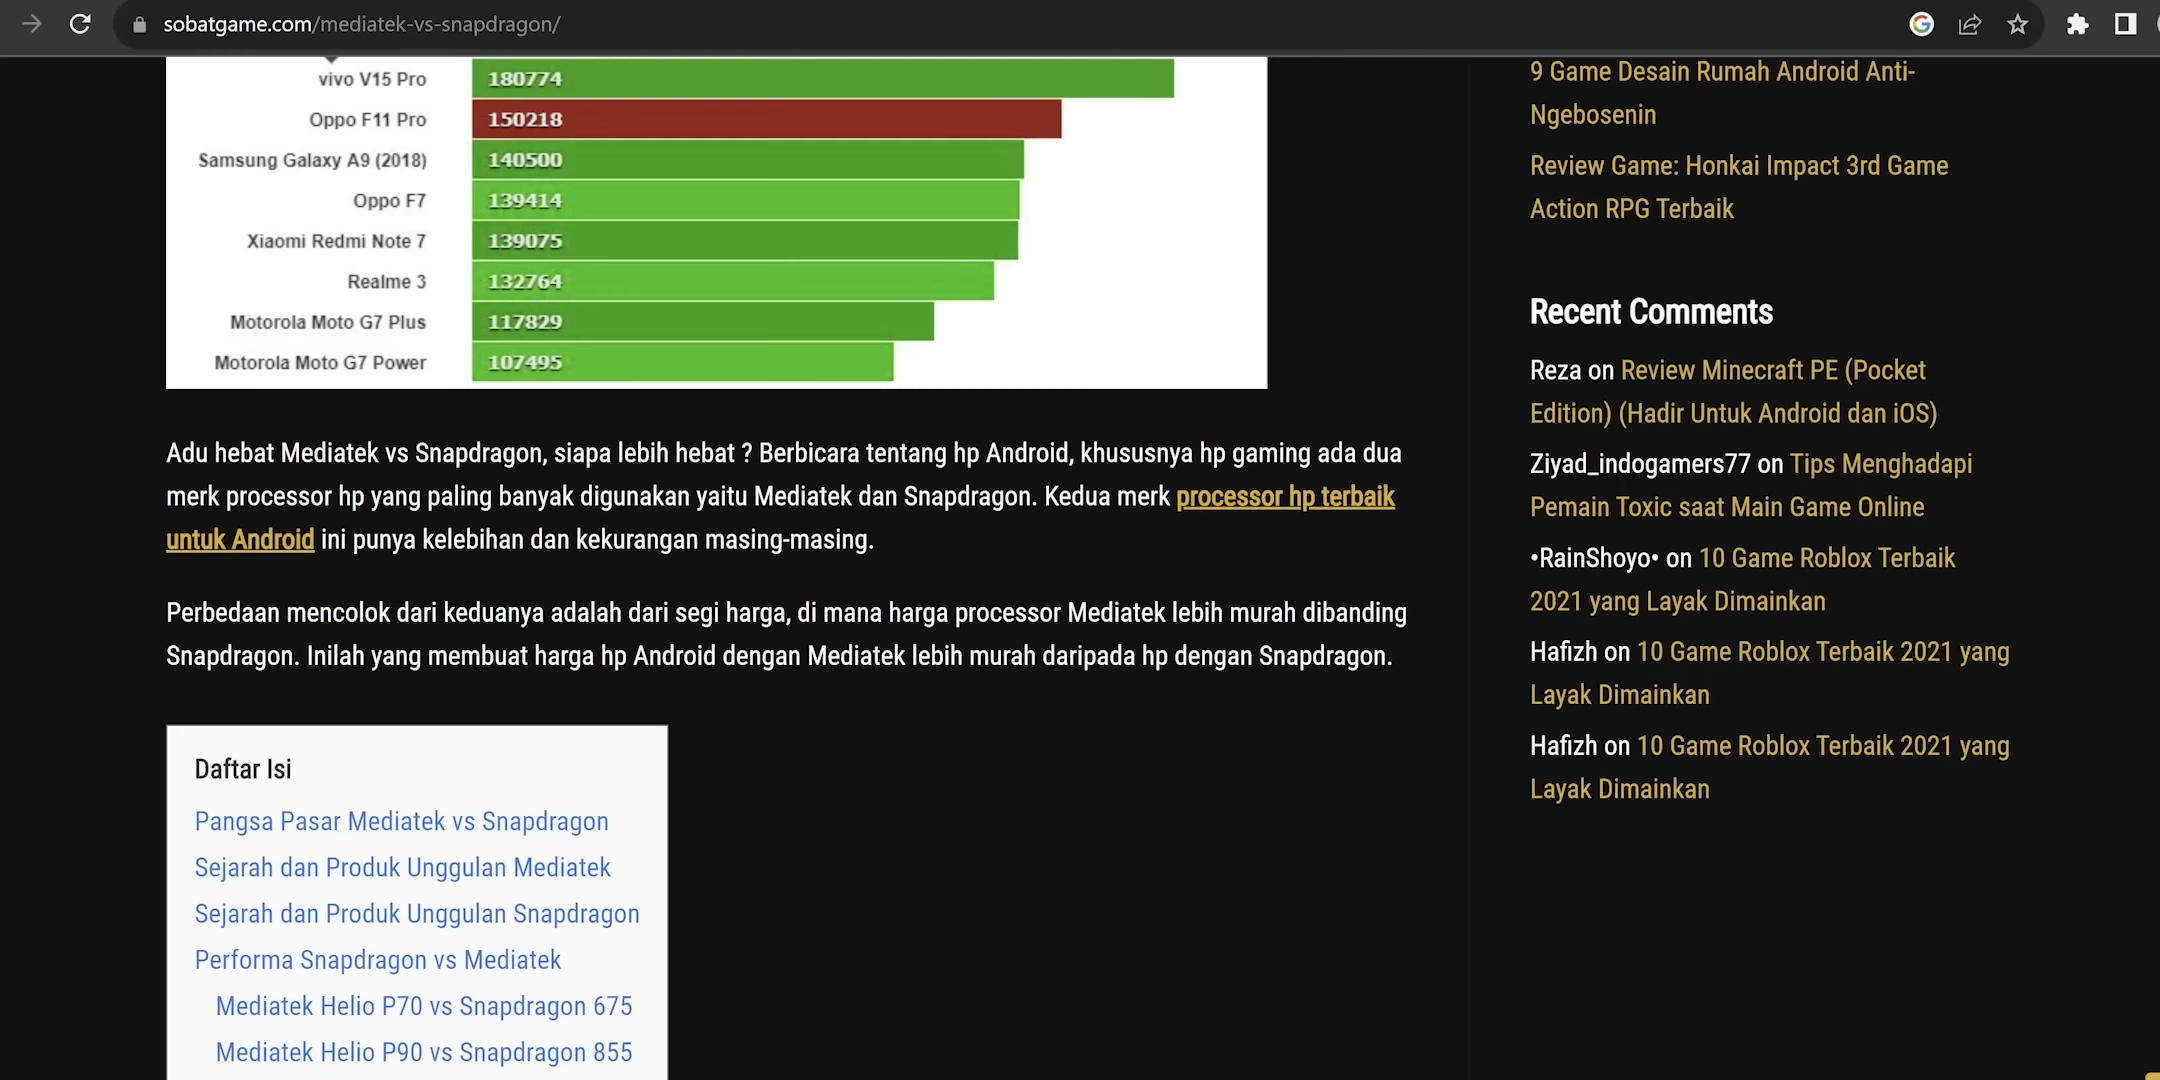 sobatgame.com/mediatek-vs-snapdragon/
vivo V15 Pro 180774
Oppo F11 Pro 150218
Samsung Galaxy A9 (2018) 140500
Oppo F7 139414
Xiaomi Redmi Note 7 139075
Realme 3 132764
Motorola Moto G7 Plus 117829
Motorola Moto G7 Power 107495
Adu hebat Mediatek vs Snapdragon, siapa lebih hebat ? Berbicara tentang hp Android, khususnya hp gaming ada dua
merk processor hp yang paling banyak digunakan yaitu Mediatek dan Snapdragon. Kedua merk processor hp terbaik
untuk Android ini punya kelebihan dan kekurangan masing-masing.
Perbedaan mencolok dari keduanya adalah dari segi harga, di mana harga processor Mediatek lebih murah dibanding
Snapdragon. Inilah yang membuat harga hp Android dengan Mediatek lebih murah daripada hp dengan Snapdragon.
Daftar Isi
Pangsa Pasar Mediatek vs Snapdragon
Sejarah dan Produk Unggulan Mediatek
Sejarah dan Produk Unggulan Snapdragon
Performa Snapdragon vs Mediatek
Mediatek Helio P70 vs Snapdragon 675
Mediatek Helio P90 vs Snapdragon 855
9 Game Desain Rumah Android Anti-
Ngebosenin
Review Game: Honkai Impact 3rd Game
Action RPG Terbaik
Recent Comments
Reza on Review Minecraft PE (Pocket
Edition) (Hadir Untuk Android dan iOS)
Ziyad_indogamers77 on Tips Menghadapi
Pemain Toxic saat Main Game Online
•RainShoyo• on 10 Game Roblox Terbaik
2021 yang Layak Dimainkan
Hafizh on 10 Game Roblox Terbaik 2021 yang
Layak Dimainkan
Hafizh on 10 Game Roblox Terbaik 2021 yang
Layak Dimainkan